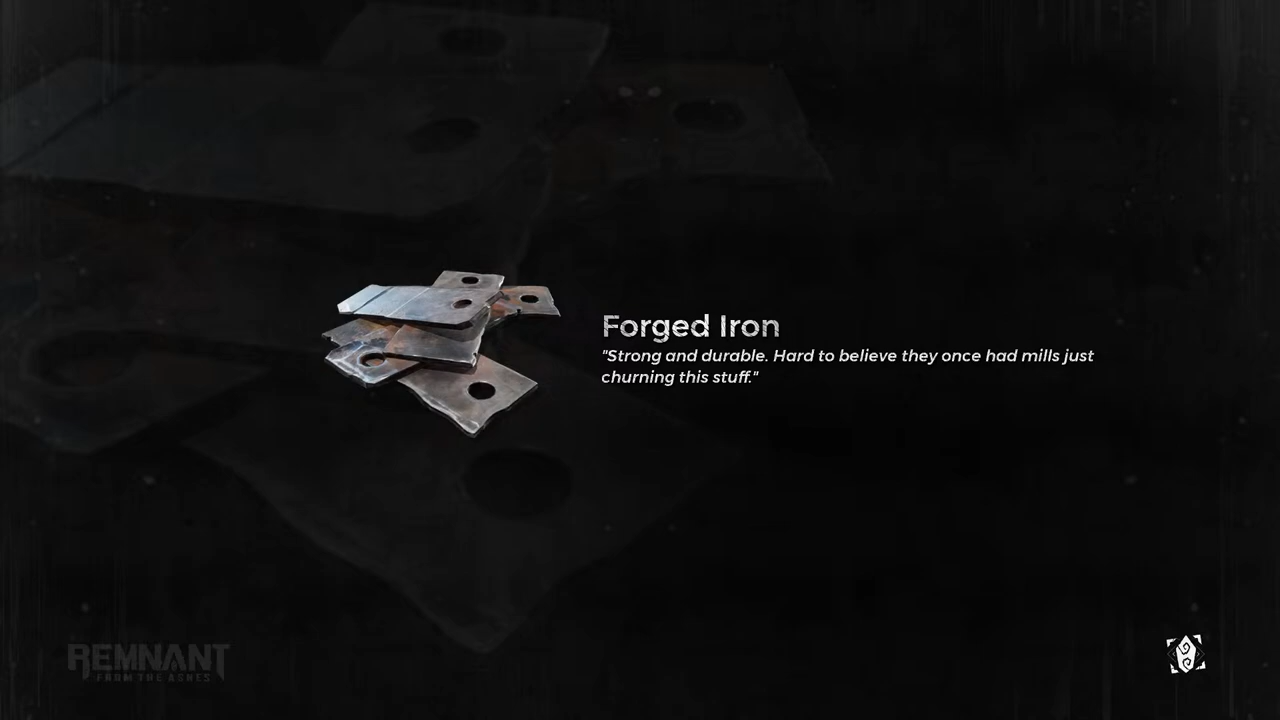 Forged Iron
"Strong and durable. Hard to believe they once had mills just
churning this stuff."
REMNANT
FROM THE ASHES